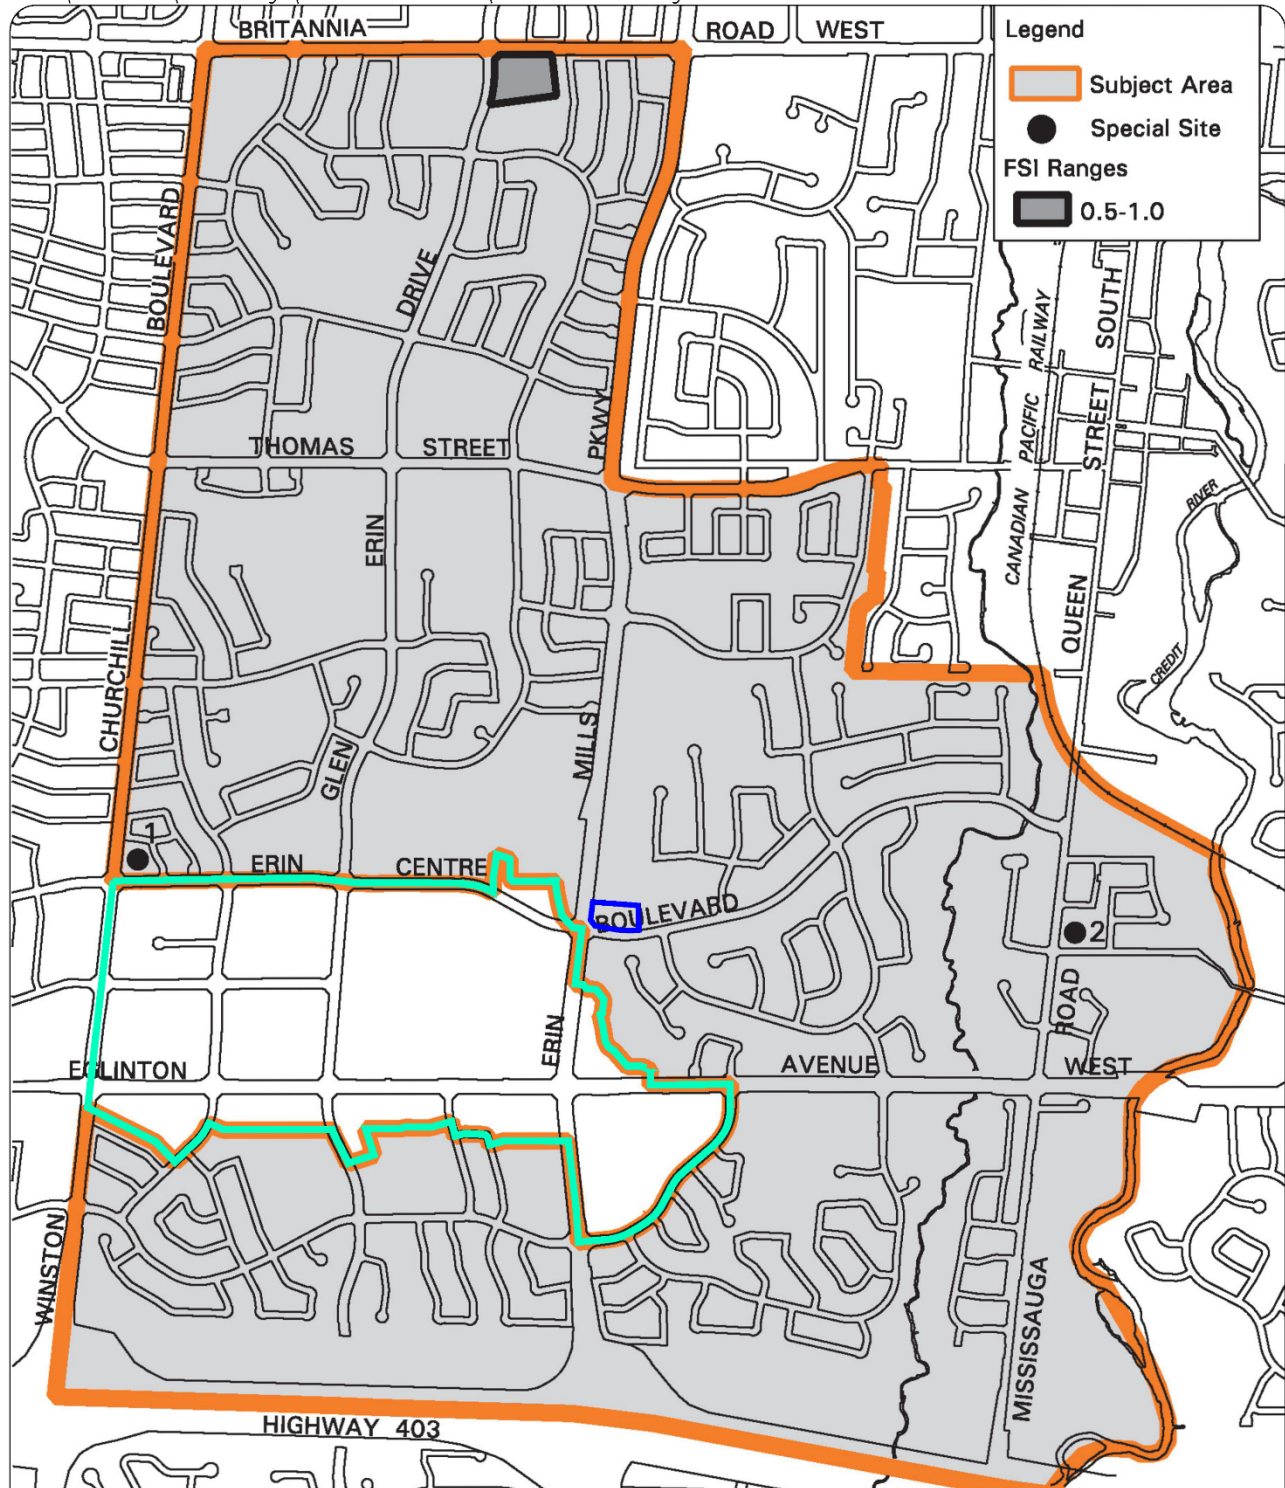 BRITANNIA
ROAD WEST
Legend
Subject Area
Special Site
FSI Ranges
0.5-1.0
BOULEVARD
DRIVE
SOUTH
RAILWAY
PACIFIC
CANADIAN
STREET
PKWY
THOMAS STREET
RIVER
ERIN
QUEEN
CREDIT
CHURCHILL
MILLS
GLEN
1
ERIN CENTRE
BOULEVARD
2
ROAD
ERIN
EGLINTON
AVENUE
WEST
WINSTON
MISSISSAUGA
HIGHWAY 403